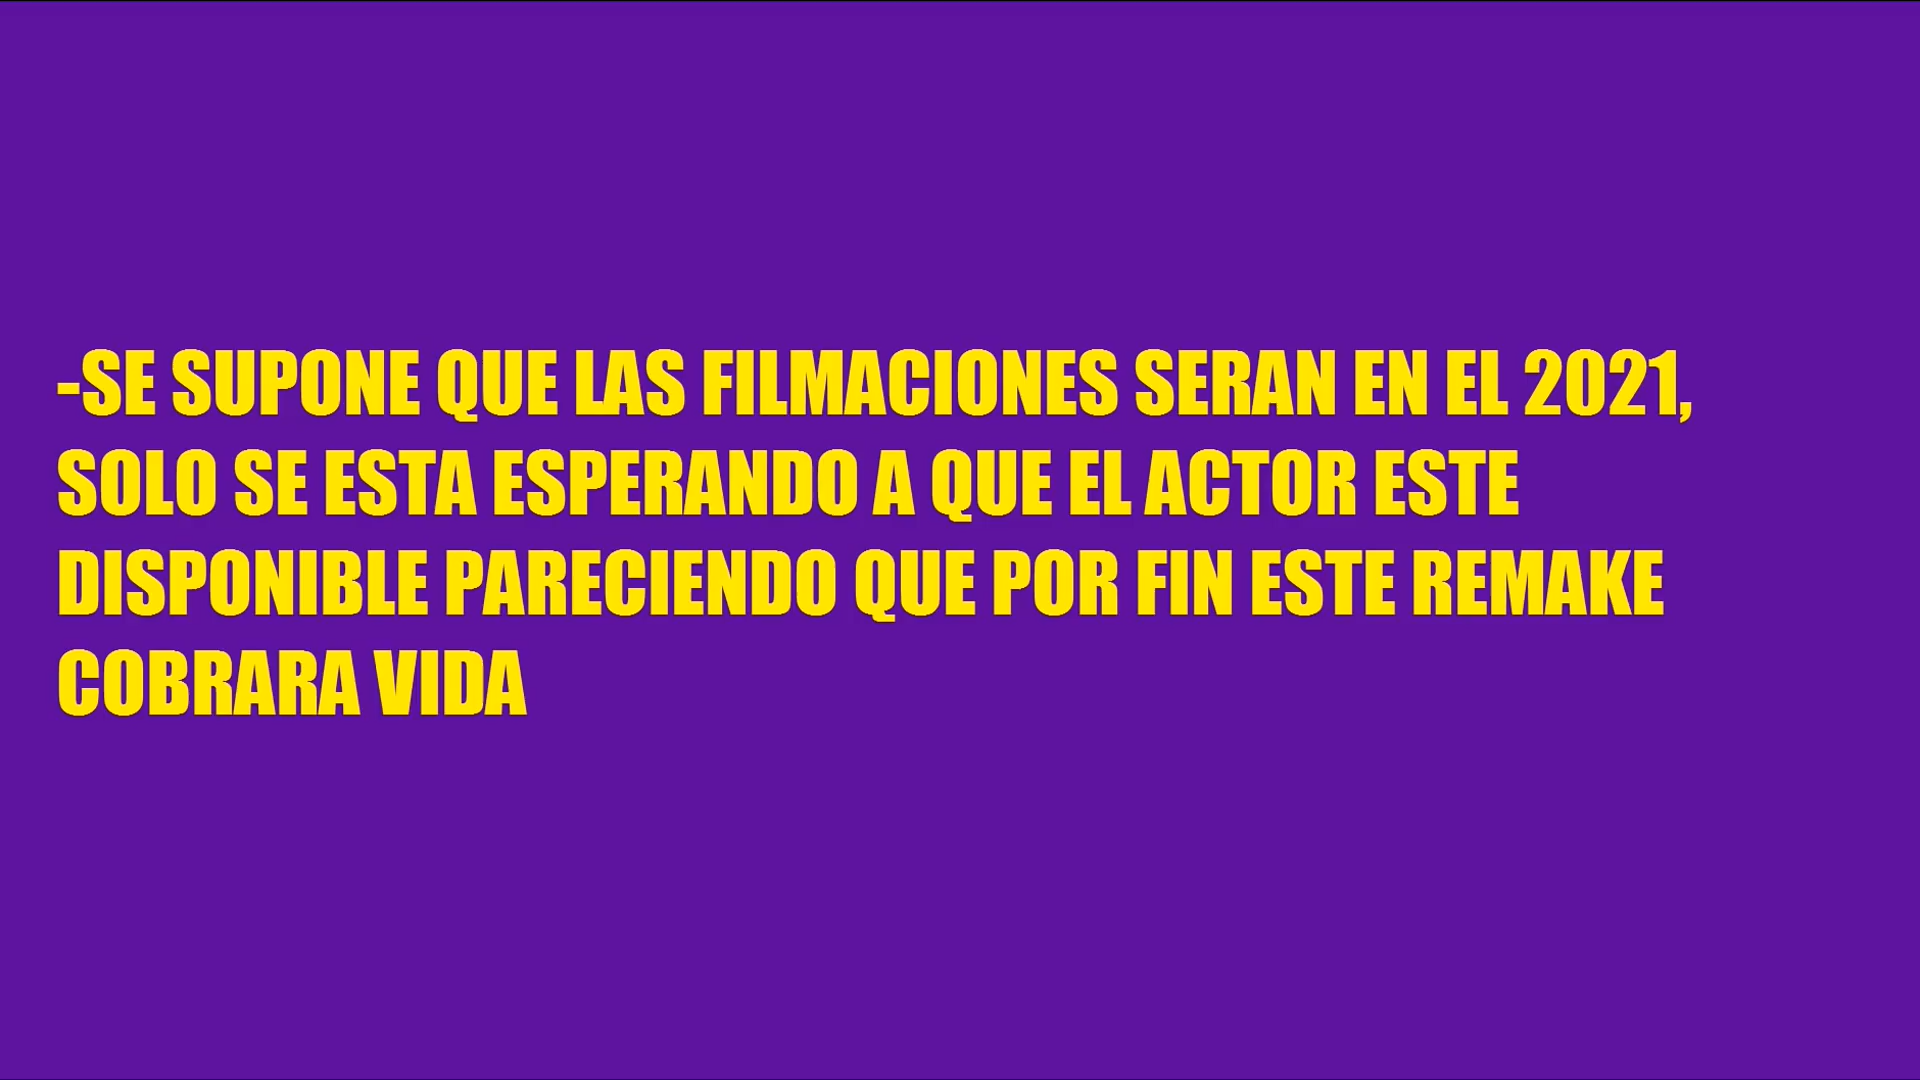 -SE SUPONE QUE LAS FILMACIONES SERAN EN EL 2021,
SOLO SE ESTA ESPERANDO A QUE EL ACTOR ESTE
DISPONIBLE PARECIENDO QUE POR FIN ESTE REMAKE
COBRARA VIDA